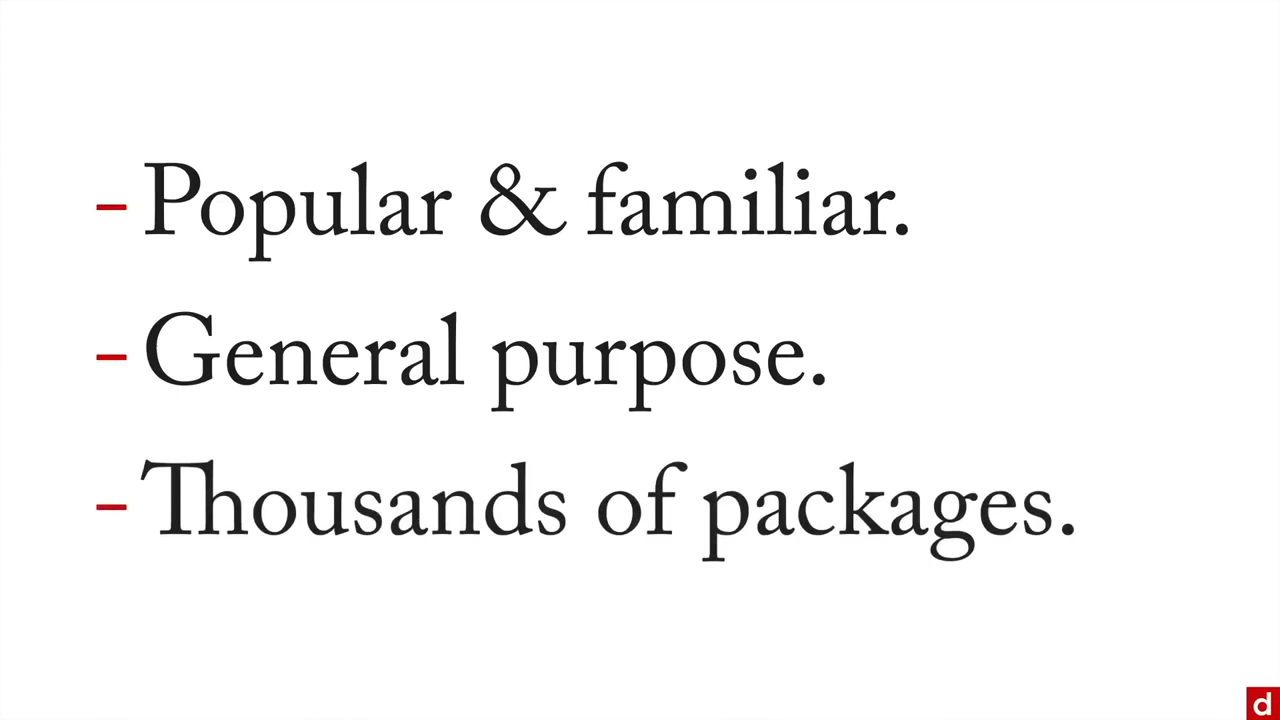 - Popular & familiar.
- General purpose.
- Thousands of packages.
d